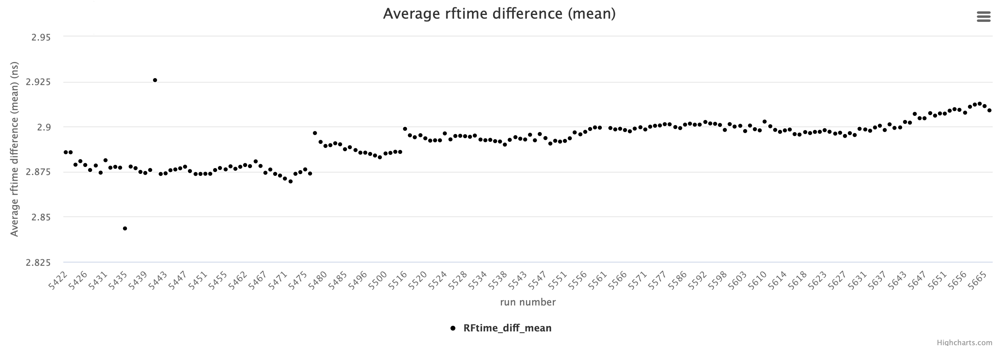 Average rftime difference (mean)
Average rftime difference (mean) (ns)
2.95
2.925
2.9
2.875
2.85
2.825
5422 5426 5431 5435 5439 5443 5447 5451 5455 5462 5467 5471 5475 5480 5485 5496 5500 5516 5520 5524 5528 5534 5538 5543 5547 5551 5556 5561 5566 5571 5577 5586 5592 5598 5603 5610 5614 5618 5623 5627 5631 5637 5643 5647 5651 5656 5665
run number
RFtime_diff_mean
Highcharts.com